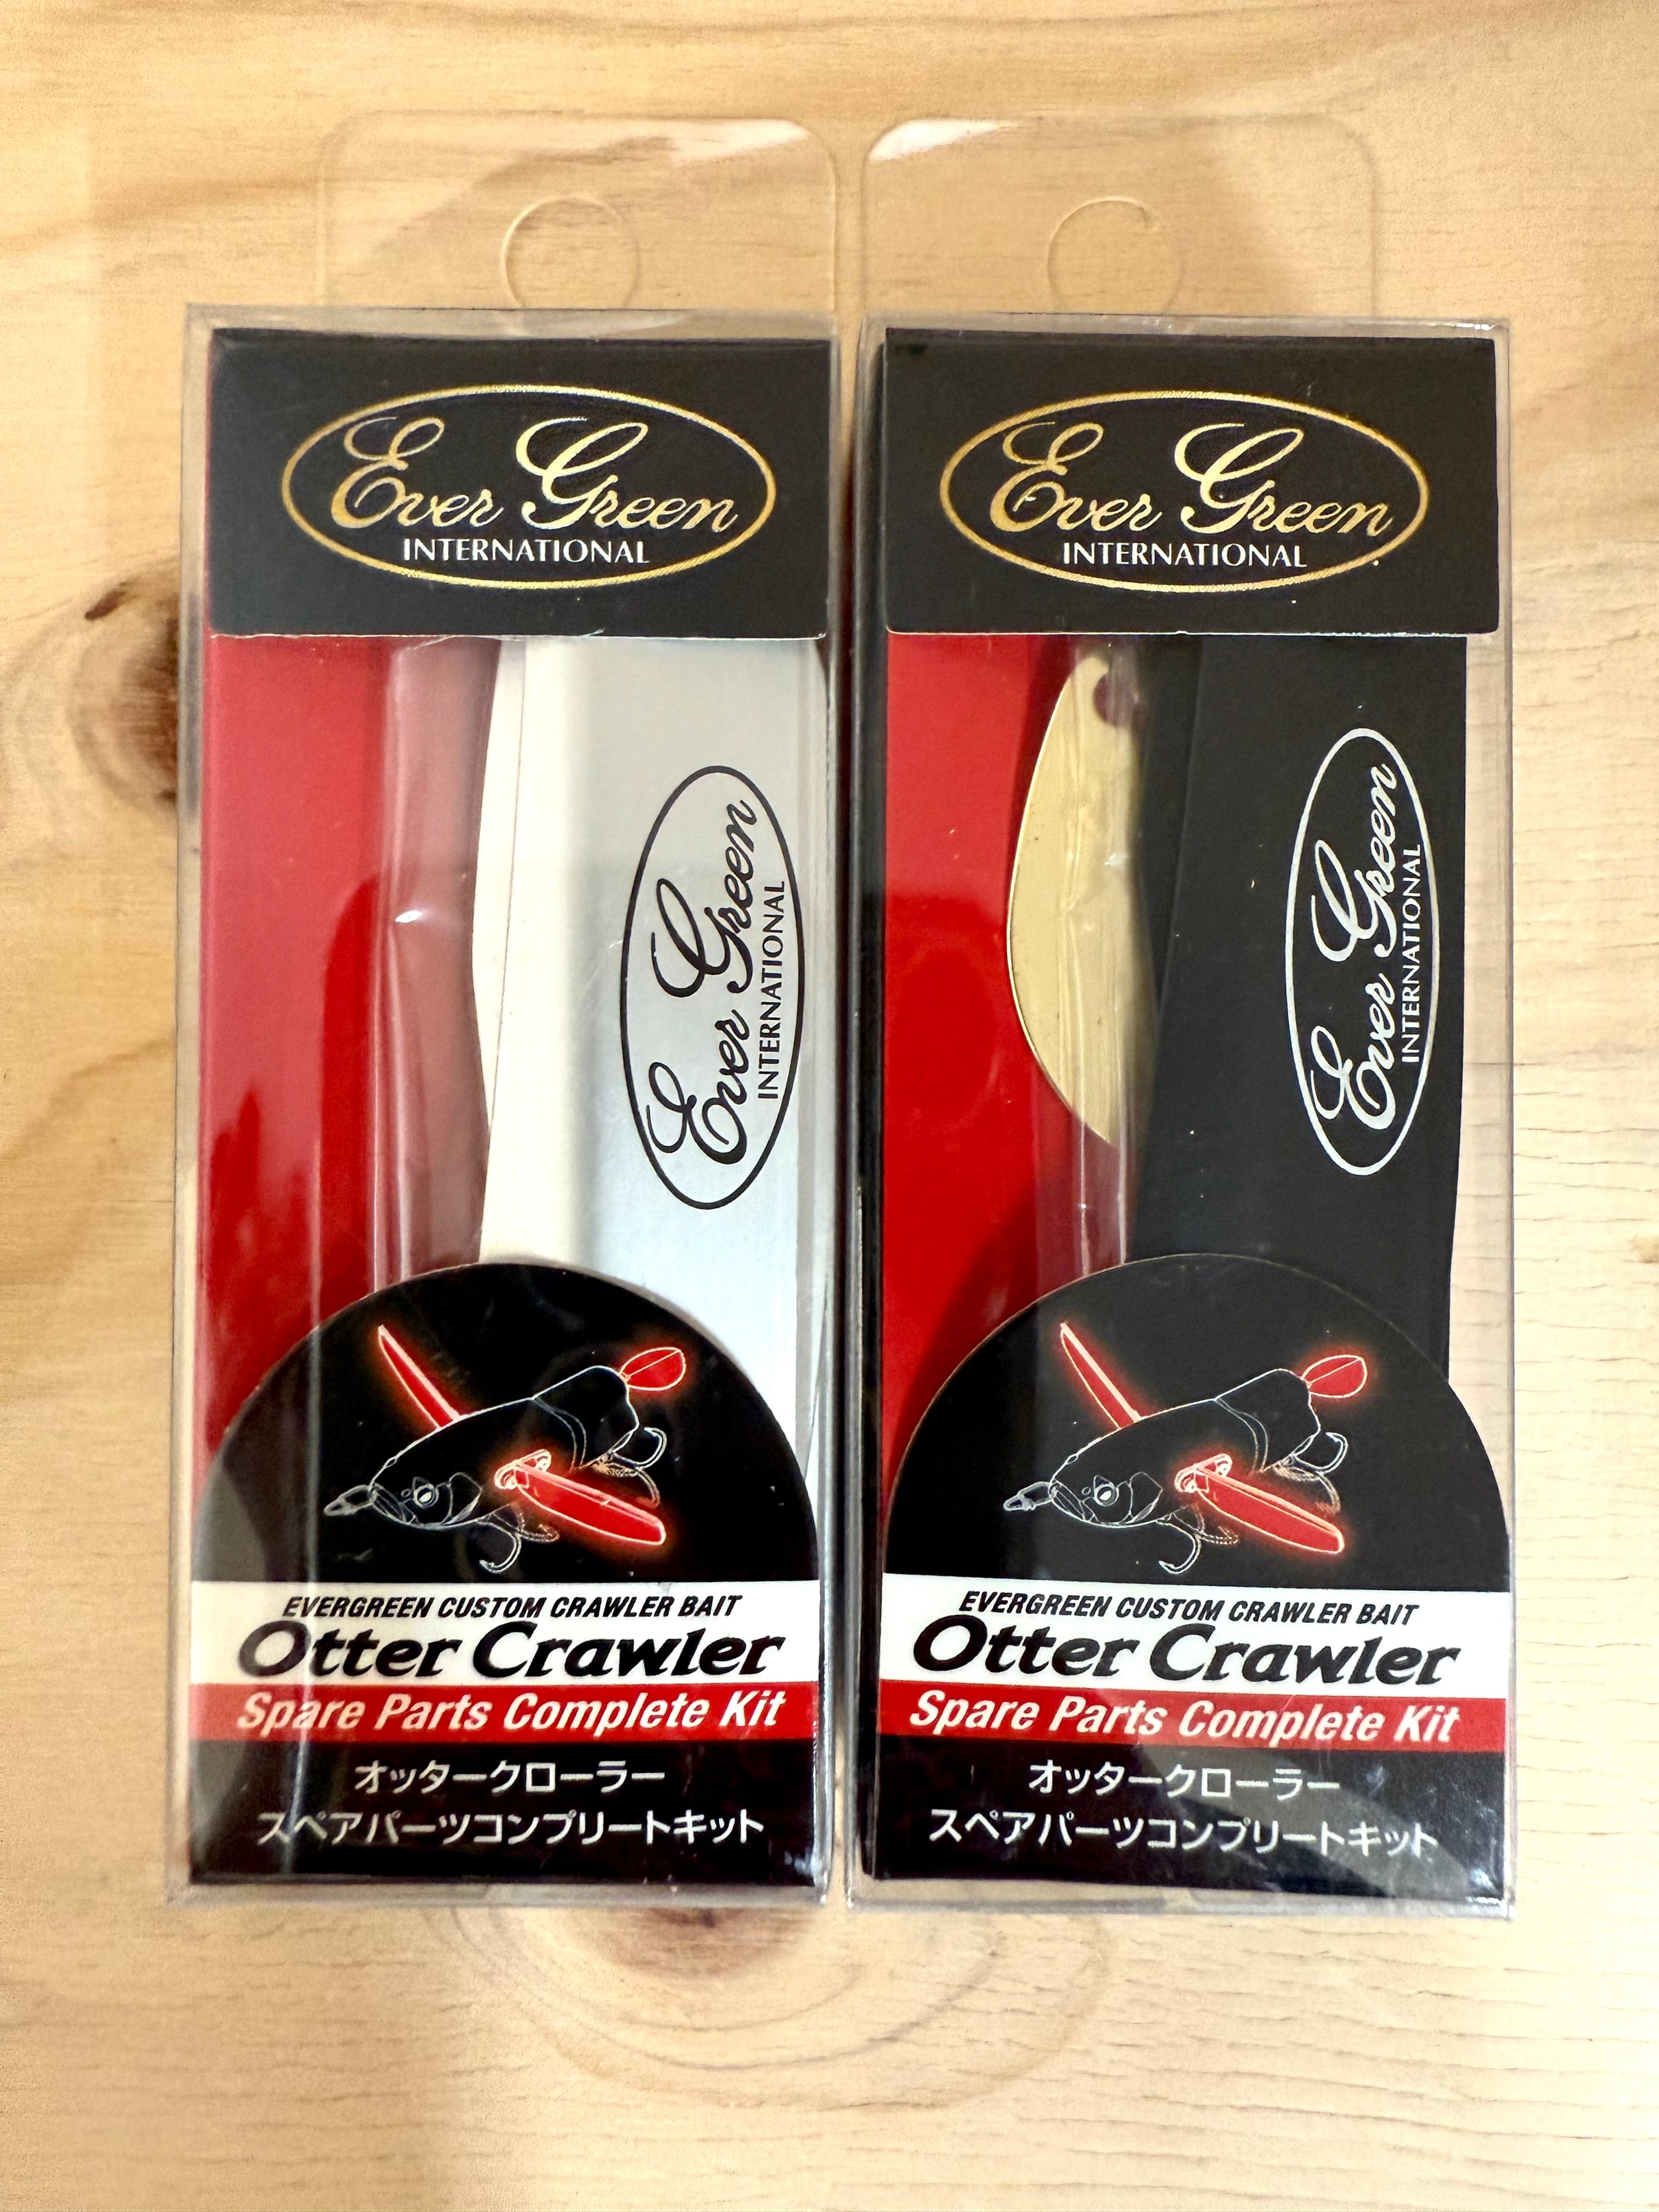 Ever Green
INTERNATIONAL
Ever Green
INTERNATIONAL
EVERGREEN CUSTOM CRAWLER BAIT
Otter Crawler
Spare Parts Complete Kit
オッタークローラー
スペアパーツコンプリートキット
Ever Green
INTERNATIONAL
Ever Green
INTERNATIONAL
EVERGREEN CUSTOM CRAWLER BAIT
Otter Crawler
Spare Parts Complete Kit
オッタークローラー
スペアパーツコンプリートキット